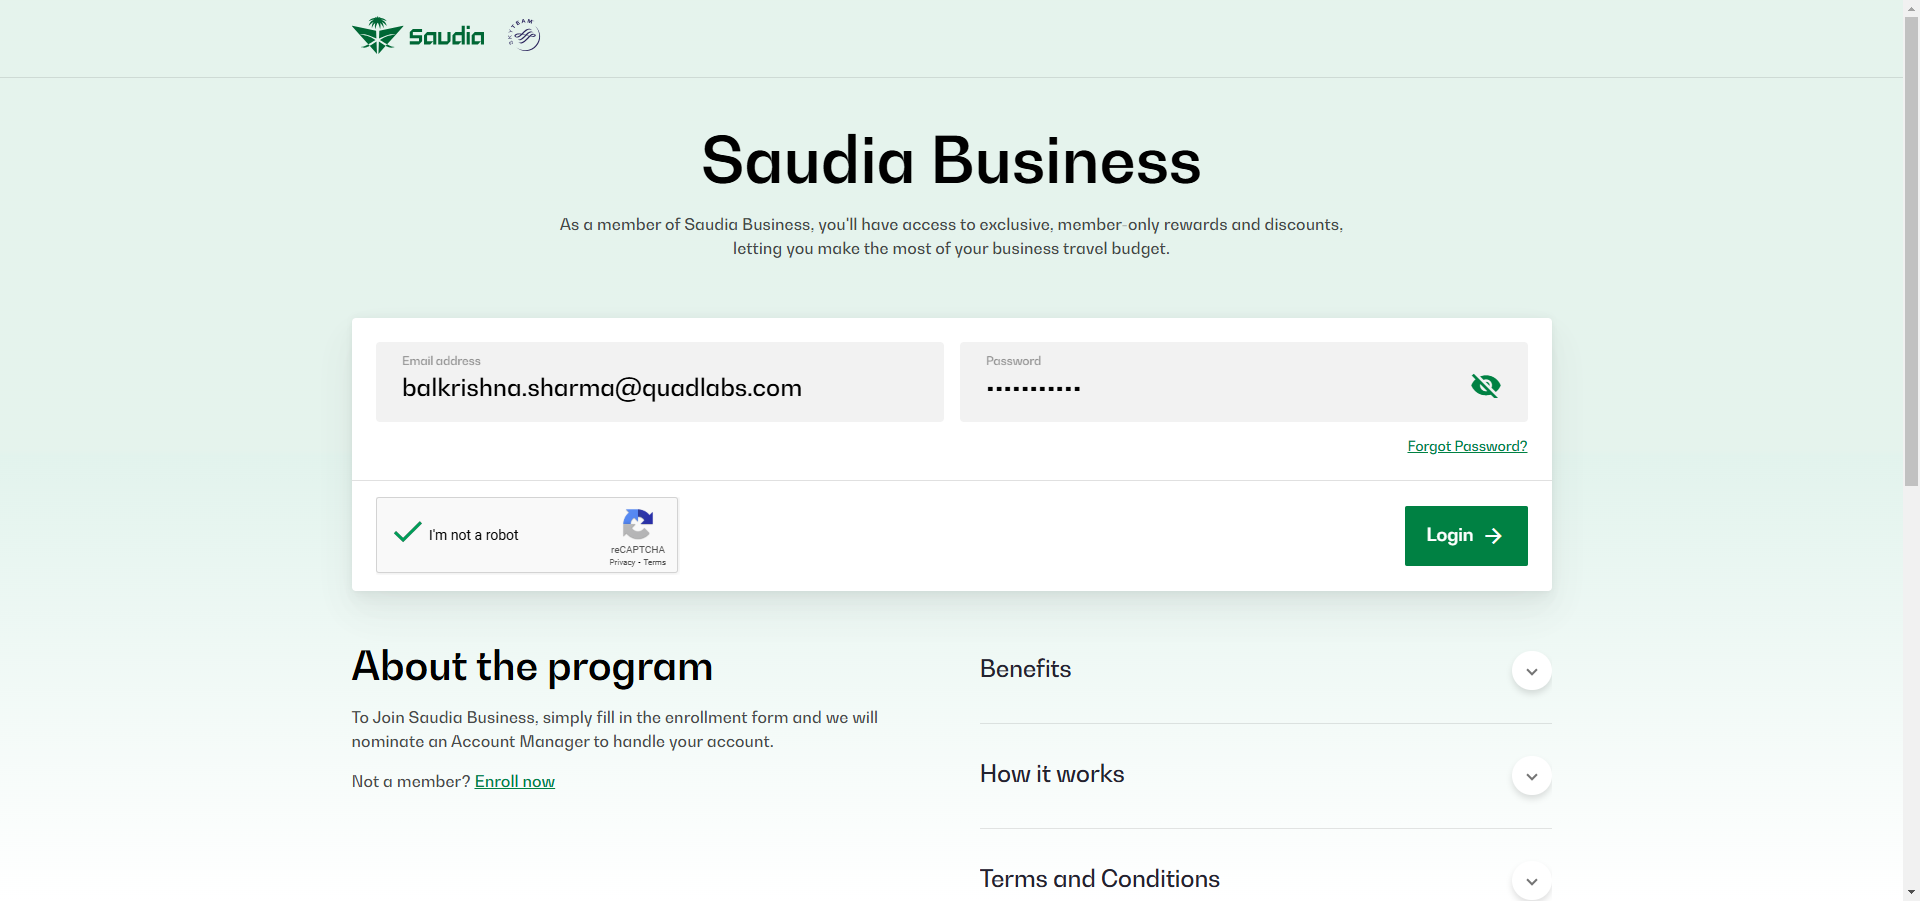 Saudia
SKYTEAM
Saudia Business
As a member of Saudia Business, you'll have access to exclusive, member-only rewards and discounts,
letting you make the most of your business travel budget.
Email address
balkrishna.sharma@quadlabs.com
Password
Forgot Password?
I'm not a robot
reCAPTCHA
Privacy - Terms
Login
About the program
To Join Saudia Business, simply fill in the enrollment form and we will
nominate an Account Manager to handle your account.
Not a member? Enroll now
Benefits
How it works
Terms and Conditions